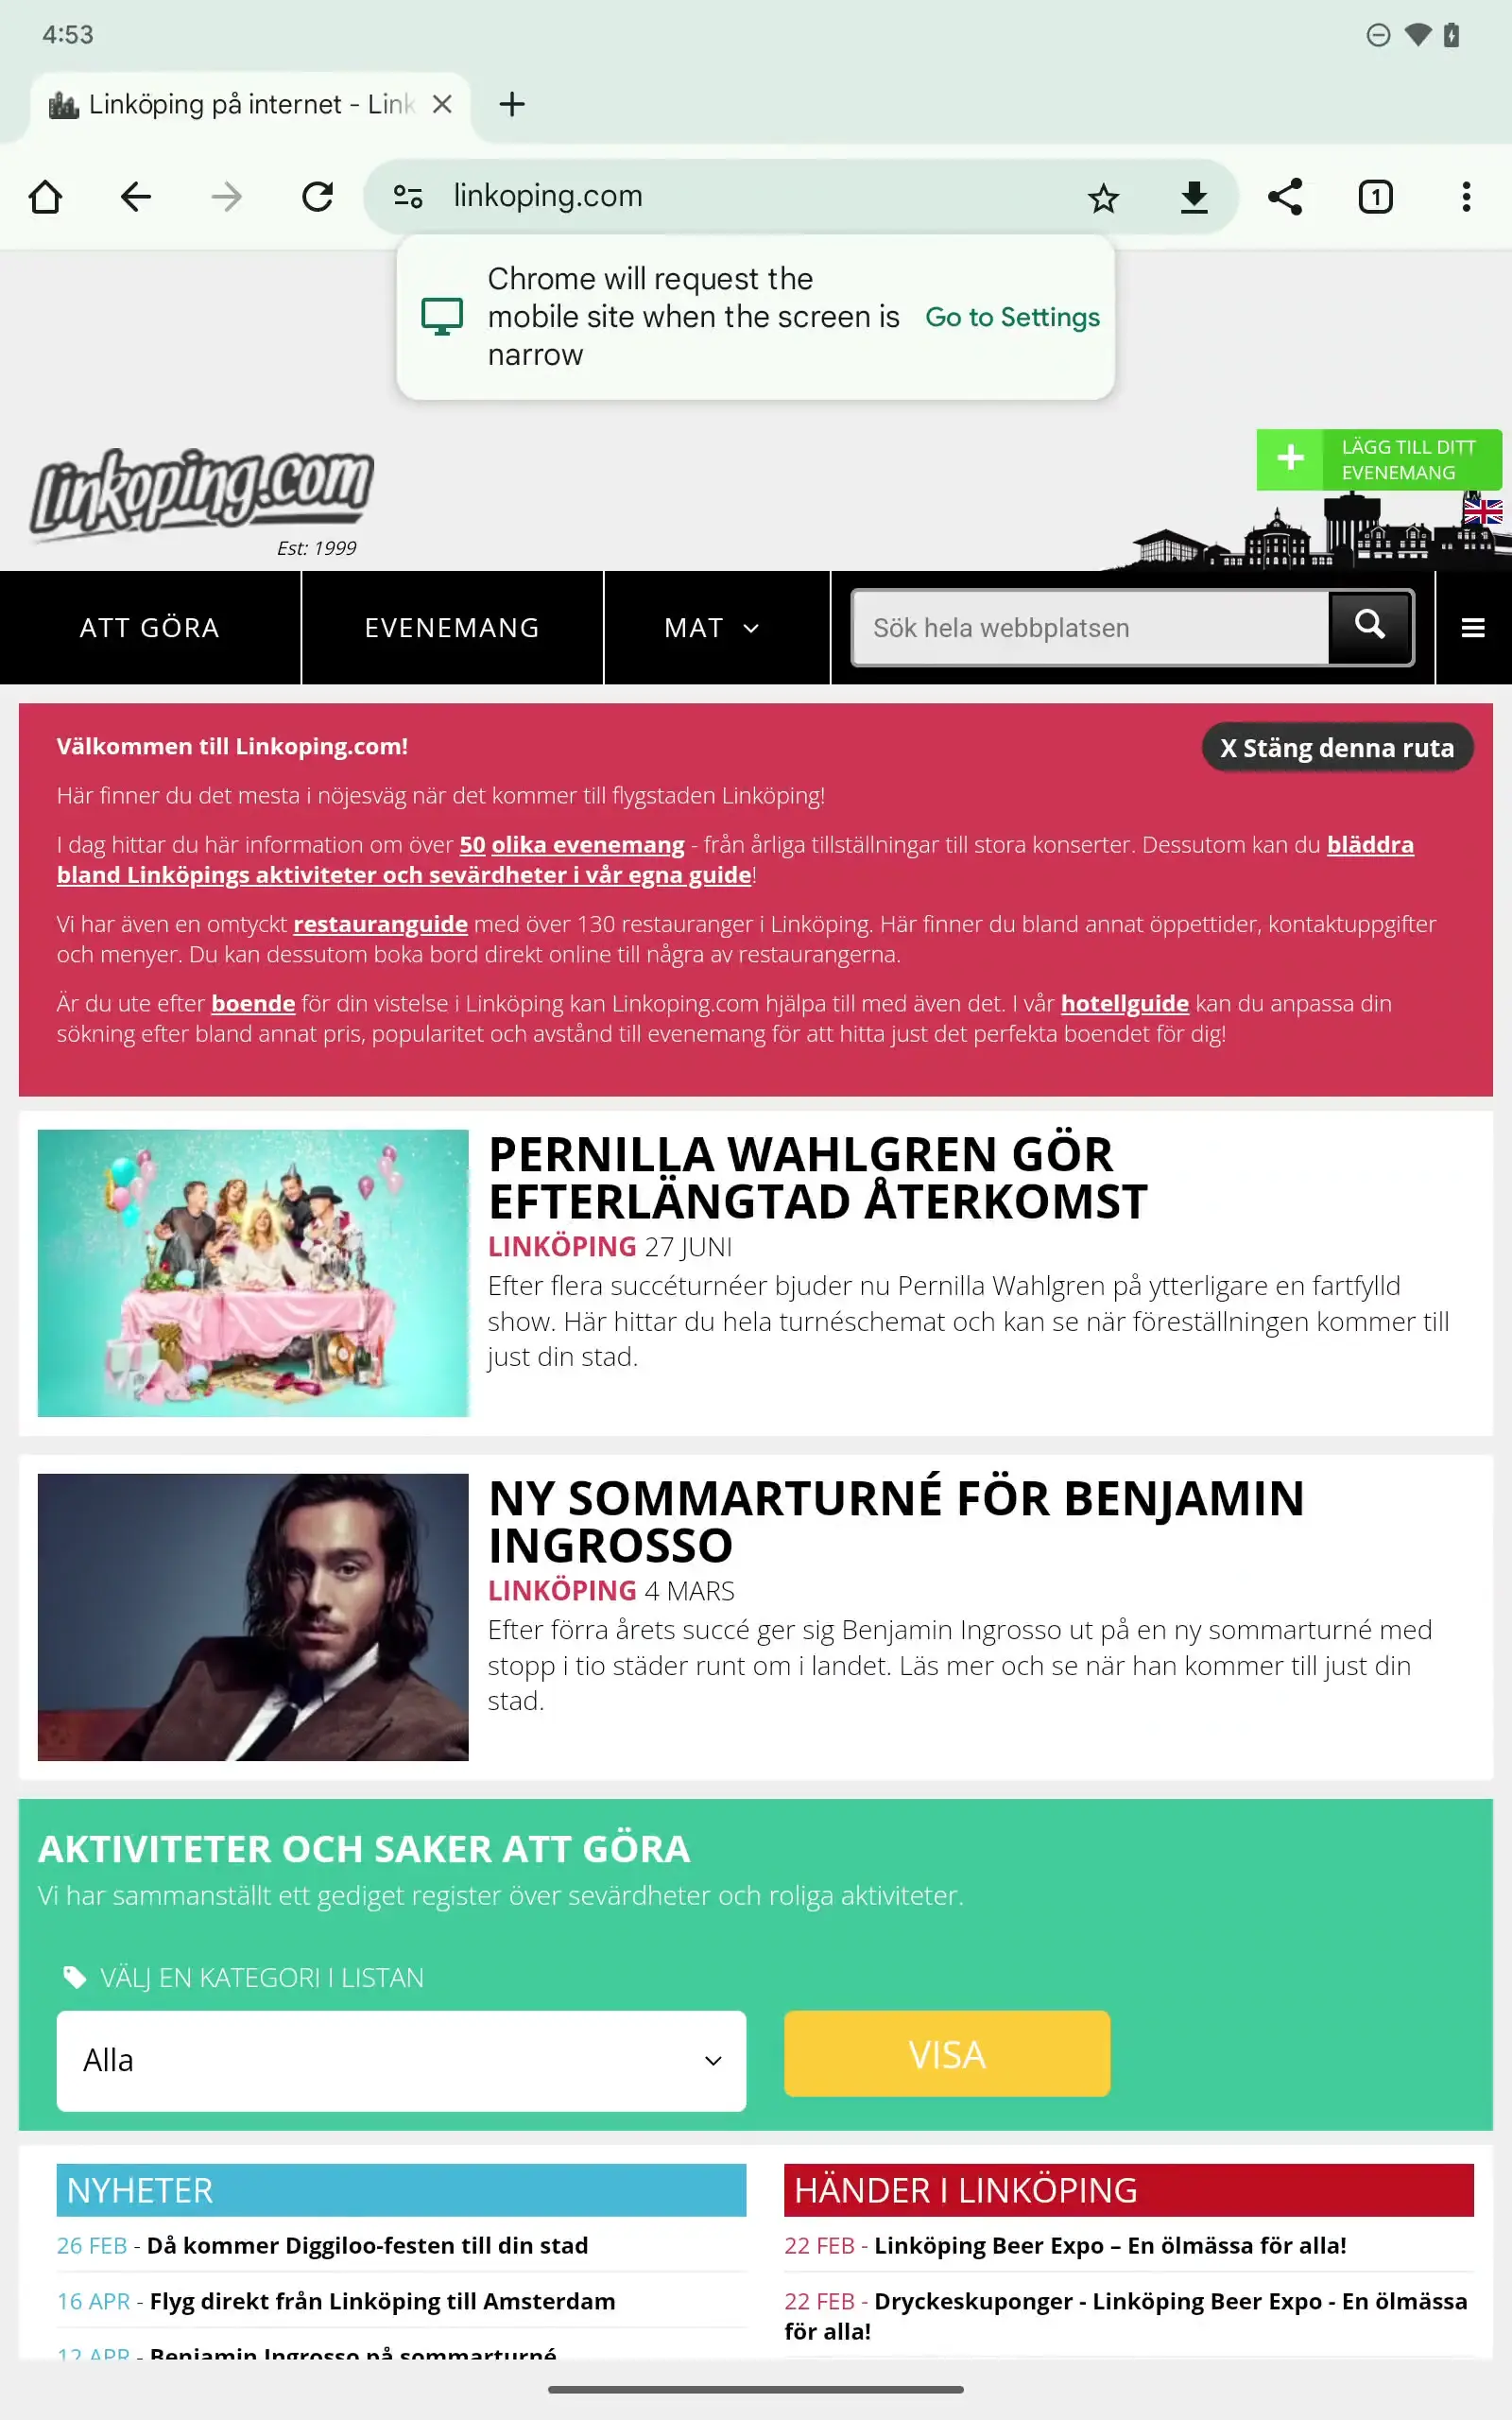 4:53
Linköping på internet - Link
linkoping.com
1
Chrome will request the
mobile site when the screen is
narrow
Go to Settings
linkoping.com
Est: 1999
LÄGG TILL DITT
EVENEMANG
ATT GÖRA
EVENEMANG
MAT
Sök hela webbplatsen
Välkommen till Linkoping.com!
X Stäng denna ruta
Här finner du det mesta i nöjesväg när det kommer till flygstaden Linköping!
I dag hittar du här information om över 50 olika evenemang - från årliga tillställningar till stora konserter. Dessutom kan du bläddra
bland Linköpings aktiviteter och sevärdheter i vår egna guide!
Vi har även en omtyckt restauranguide med över 130 restauranger i Linköping. Här finner du bland annat öppettider, kontaktuppgifter
och menyer. Du kan dessutom boka bord direkt online till några av restaurangerna.
Är du ute efter boende för din vistelse i Linköping kan Linkoping.com hjälpa till med även det. I vår hotellguide kan du anpassa din
sökning efter bland annat pris, popularitet och avstånd till evenemang för att hitta just det perfekta boendet för dig!
PERNILLA WAHLGREN GÖR
EFTERLÄNGTAD ÅTERKOMST
LINKÖPING 27 JUNI
Efter flera succéturnéer bjuder nu Pernilla Wahlgren på ytterligare en fartfylld
show. Här hittar du hela turnéschemat och kan se när föreställningen kommer till
just din stad.
NY SOMMARTURNÉ FÖR BENJAMIN
INGROSSO
LINKÖPING 4 MARS
Efter förra årets succé ger sig Benjamin Ingrosso ut på en ny sommarturné med
stopp i tio städer runt om i landet. Läs mer och se när han kommer till just din
stad.
AKTIVITETER OCH SAKER ATT GÖRA
Vi har sammanställt ett gediget register över sevärdheter och roliga aktiviteter.
VÄLJ EN KATEGORI I LISTAN
Alla
VISA
NYHETER
26 FEB - Då kommer Diggiloo-festen till din stad
16 APR - Flyg direkt från Linköping till Amsterdam
12 APR - Benjamin Ingrosso på sommarturné
HÄNDER I LINKÖPING
22 FEB - Linköping Beer Expo – En ölmässa för alla!
22 FEB - Dryckeskuponger - Linköping Beer Expo - En ölmässa
för alla!